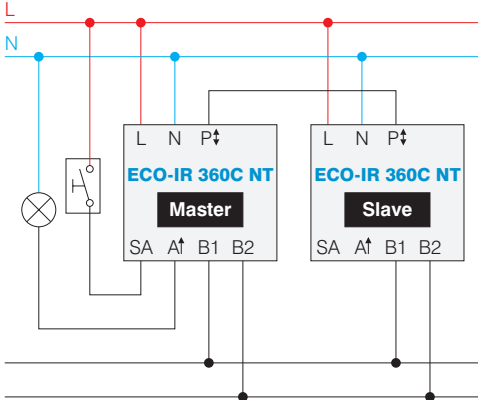 L
N
L N P↕ L N P↕
ECO-IR 360C NT ECO-IR 360C NT
Master Slave
SA A↑ B1 B2 SA A↑ B1 B2